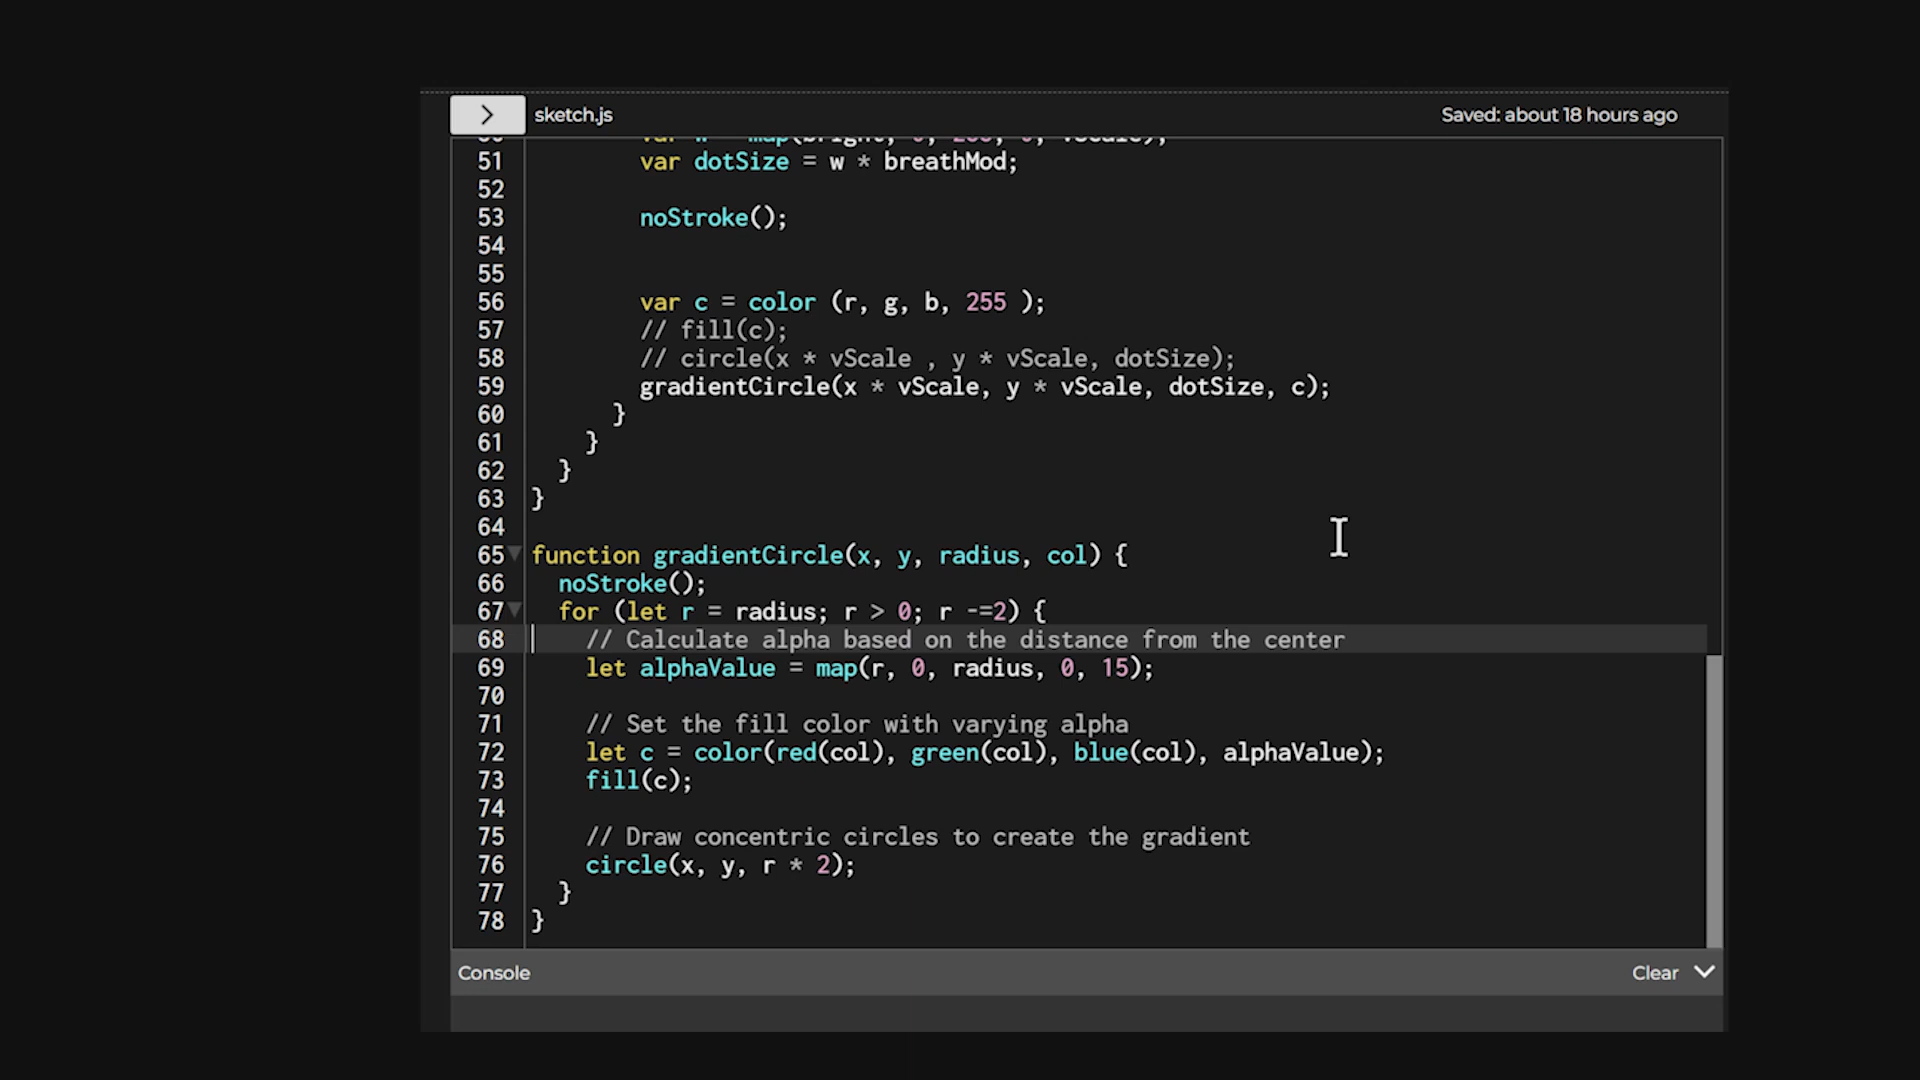 sketch.js
Saved: about 18 hours ago
51 var dotSize = w * breathMod;
52
53 noStroke();
54
55
56 var c = color (r, g, b, 255 );
57 // fill(c);
58 // circle(x * vScale , y * vScale, dotSize);
59 gradientCircle(x * vScale, y * vScale, dotSize, c);
60 }
61 }
62 }
63 }
64
65 function gradientCircle(x, y, radius, col) {
66 noStroke();
67 for (let r = radius; r > 0; r -=2) {
68 // Calculate alpha based on the distance from the center
69 let alphaValue = map(r, 0, radius, 0, 15);
70
71 // Set the fill color with varying alpha
72 let c = color(red(col), green(col), blue(col), alphaValue);
73 fill(c);
74
75 // Draw concentric circles to create the gradient
76 circle(x, y, r * 2);
77 }
78 }
Console
Clear